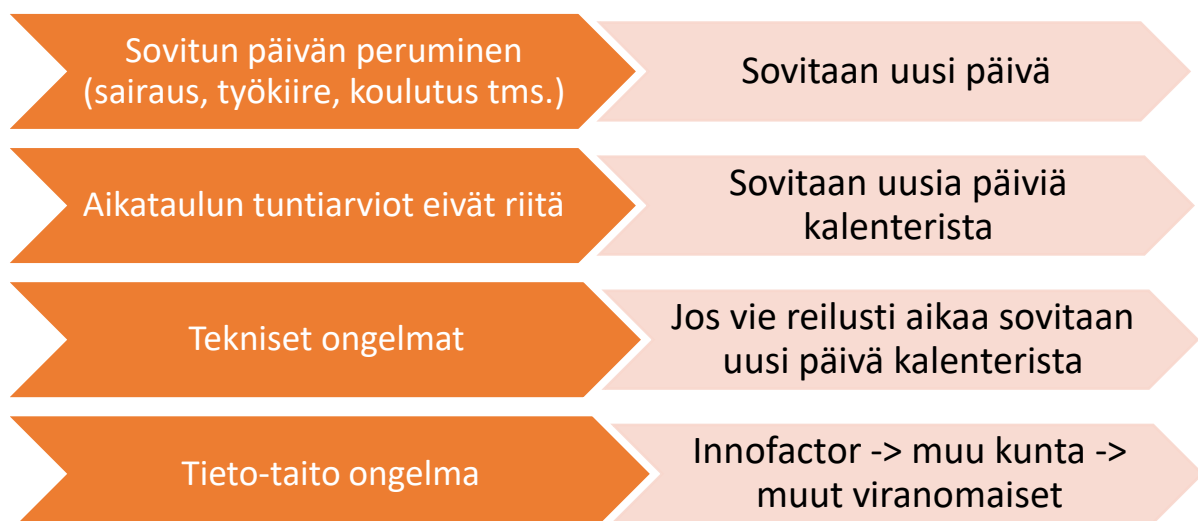 Sovitun päivän peruminen
(sairaus, työkiire, koulutus tms.)
Sovitaan uusi päivä
Aikataulun tuntiarviot eivät riitä
Sovitaan uusia päiviä
kalenterista
Tekniset ongelmat
Jos vie reilusti aikaa sovitaan
uusi päivä kalenterista
Tieto-taito ongelma
Innofactor -> muu kunta ->
muut viranomaiset